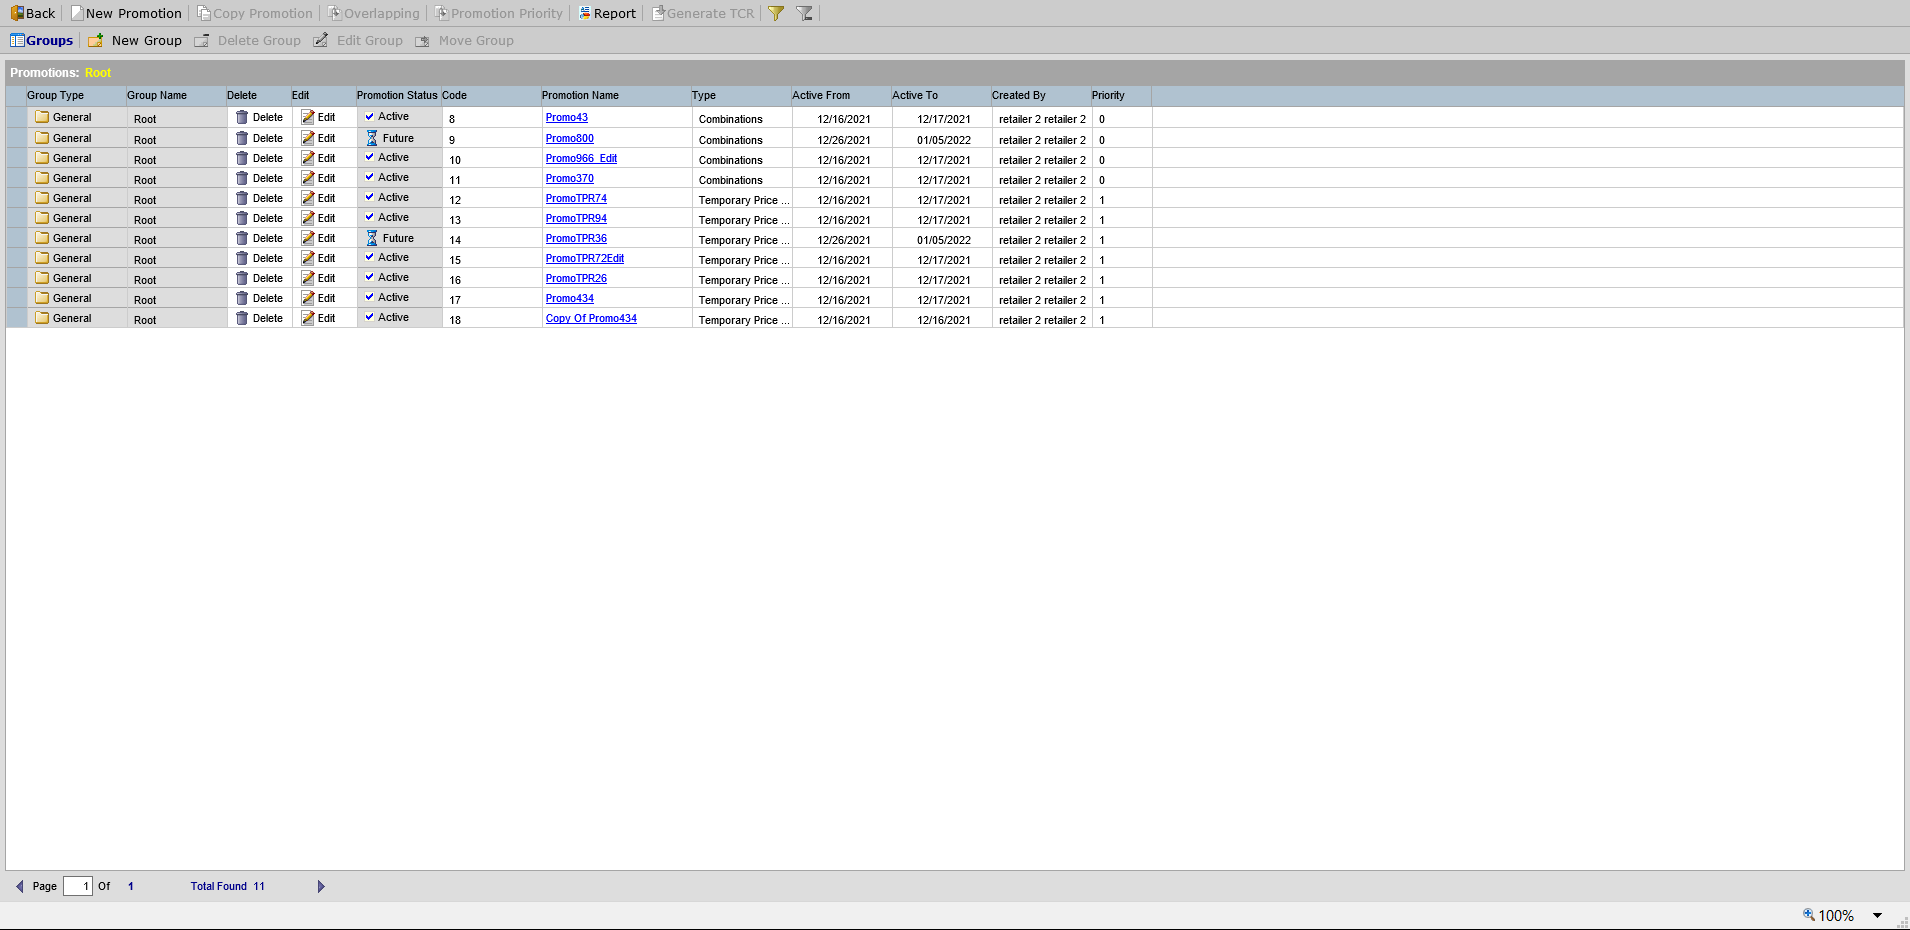 Back New Promotion Copy Promotion Overlapping Promotion Priority Report Generate TCR
Groups New Group Delete Group Edit Group Move Group
Promotions: Root
Group Type Group Name Delete Edit Promotion Status Code Promotion Name Type Active From Active To Created By Priority
General Root Delete Edit Active 8 Promo43 Combinations 12/16/2021 12/17/2021 retailer 2 retailer 2 0
General Root Delete Edit Future 9 Promo800 Combinations 12/26/2021 01/05/2022 retailer 2 retailer 2 0
General Root Delete Edit Active 10 Promo966_Edit Combinations 12/16/2021 12/17/2021 retailer 2 retailer 2 0
General Root Delete Edit Active 11 Promo370 Combinations 12/16/2021 12/17/2021 retailer 2 retailer 2 0
General Root Delete Edit Active 12 PromoTPR74 Temporary Price ... 12/16/2021 12/17/2021 retailer 2 retailer 2 1
General Root Delete Edit Active 13 PromoTPR94 Temporary Price ... 12/16/2021 12/17/2021 retailer 2 retailer 2 1
General Root Delete Edit Future 14 PromoTPR36 Temporary Price ... 12/26/2021 01/05/2022 retailer 2 retailer 2 1
General Root Delete Edit Active 15 PromoTPR72Edit Temporary Price ... 12/16/2021 12/17/2021 retailer 2 retailer 2 1
General Root Delete Edit Active 16 PromoTPR26 Temporary Price ... 12/16/2021 12/17/2021 retailer 2 retailer 2 1
General Root Delete Edit Active 17 Promo434 Temporary Price ... 12/16/2021 12/17/2021 retailer 2 retailer 2 1
General Root Delete Edit Active 18 Copy Of Promo434 Temporary Price ... 12/16/2021 12/16/2021 retailer 2 retailer 2 1
Page 1 Of 1 Total Found 11
100%